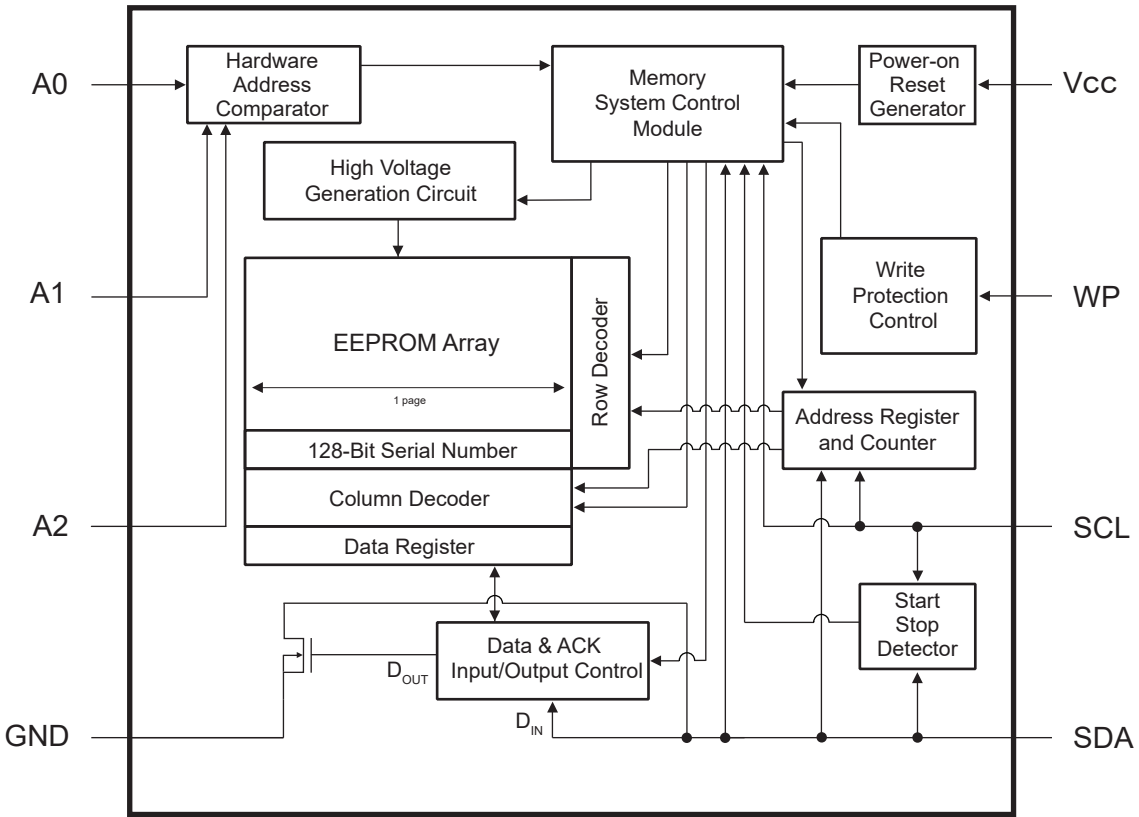 Hardware
Address
Comparator
Memory
System Control
Module
Power-on
Reset
Generator
A0
Vcc
High Voltage
Generation Circuit
Write
Protection
Control
A1
WP
EEPROM Array
1 page
Row Decoder
Address Register
and Counter
128-Bit Serial Number
Column Decoder
A2
SCL
Data Register
Start
Stop
Detector
Data & ACK
Input/Output Control
DOUT
DIN
GND
SDA